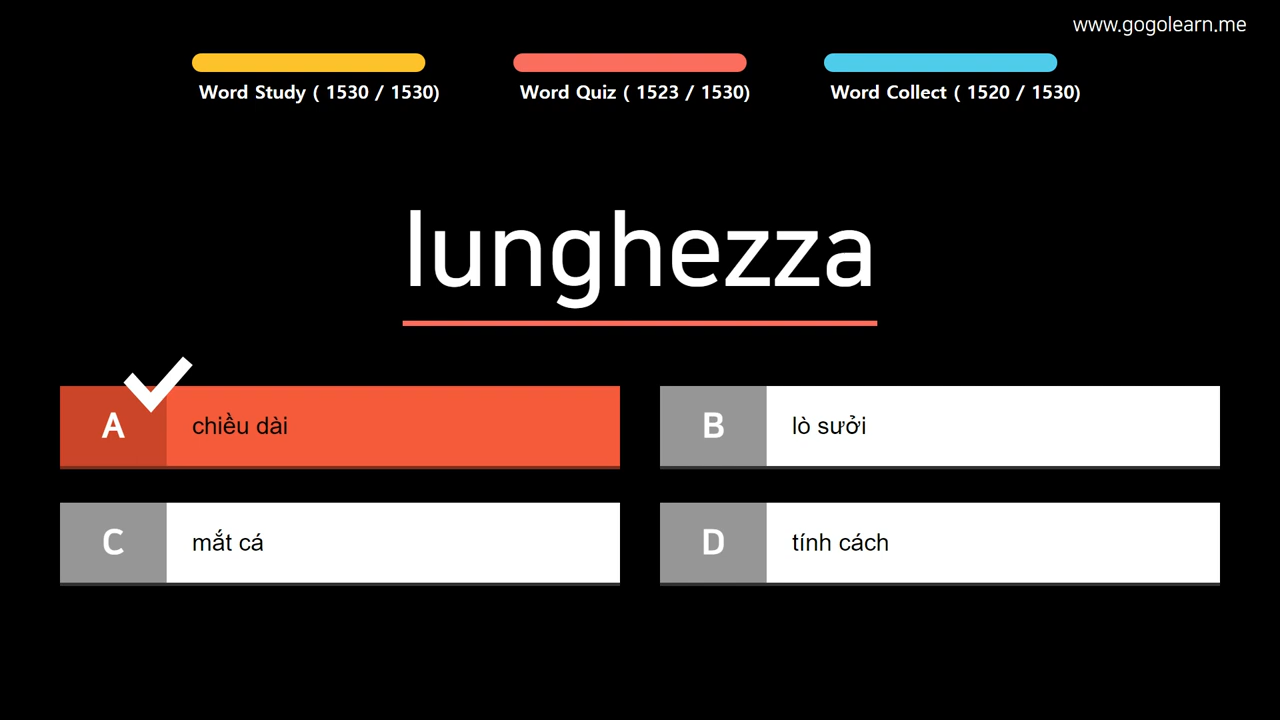 www.gogolearn.me
Word Study ( 1530 / 1530)
Word Quiz ( 1523 / 1530)
Word Collect ( 1520 / 1530)
lunghezza
A chiều dài
B lò sưởi
C mắt cá
D tính cách